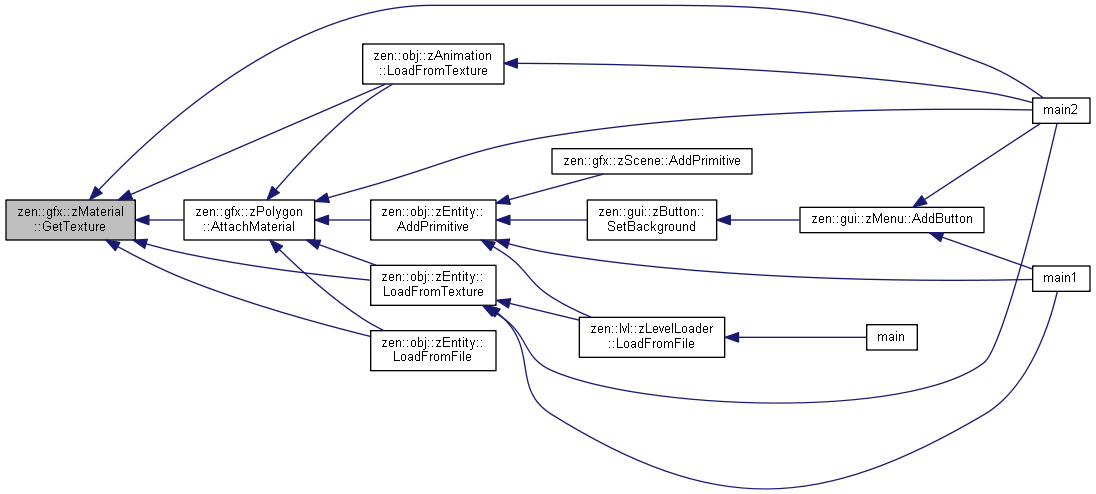 zen::gfx::zMaterial
::GetTexture
zen::gfx::zPolygon
::AttachMaterial
zen::obj::zAnimation
::LoadFromTexture
zen::obj::zEntity::
AddPrimitive
zen::obj::zEntity::
LoadFromTexture
zen::obj::zEntity::
LoadFromFile
zen::gfx::zScene::AddPrimitive
zen::gui::zButton::
SetBackground
zen::lvl::zLevelLoader
::LoadFromFile
zen::gui::zMenu::AddButton
main
main2
main1